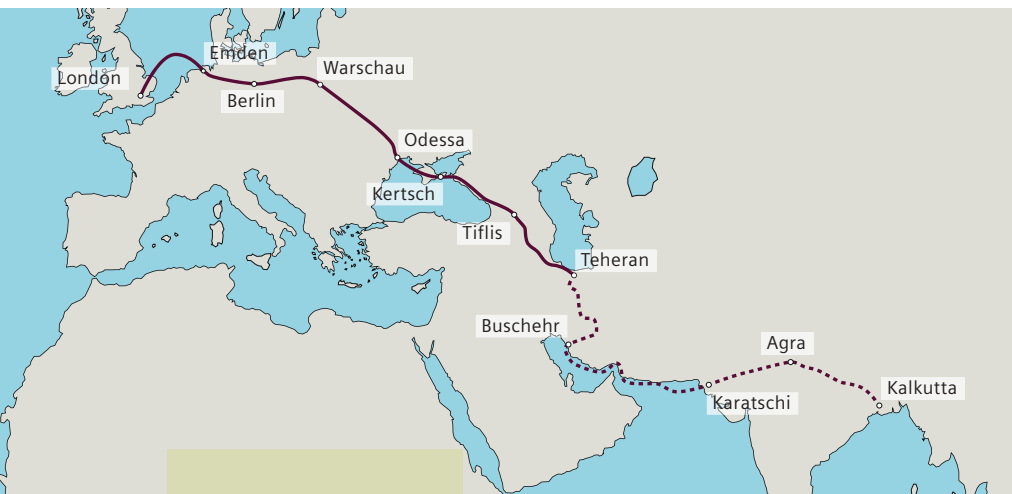 Emden
London
Warschau
Berlin
Odessa
Kertsch
Tiflis
Teheran
Buschehr
Agra
Kalkutta
Karatschi